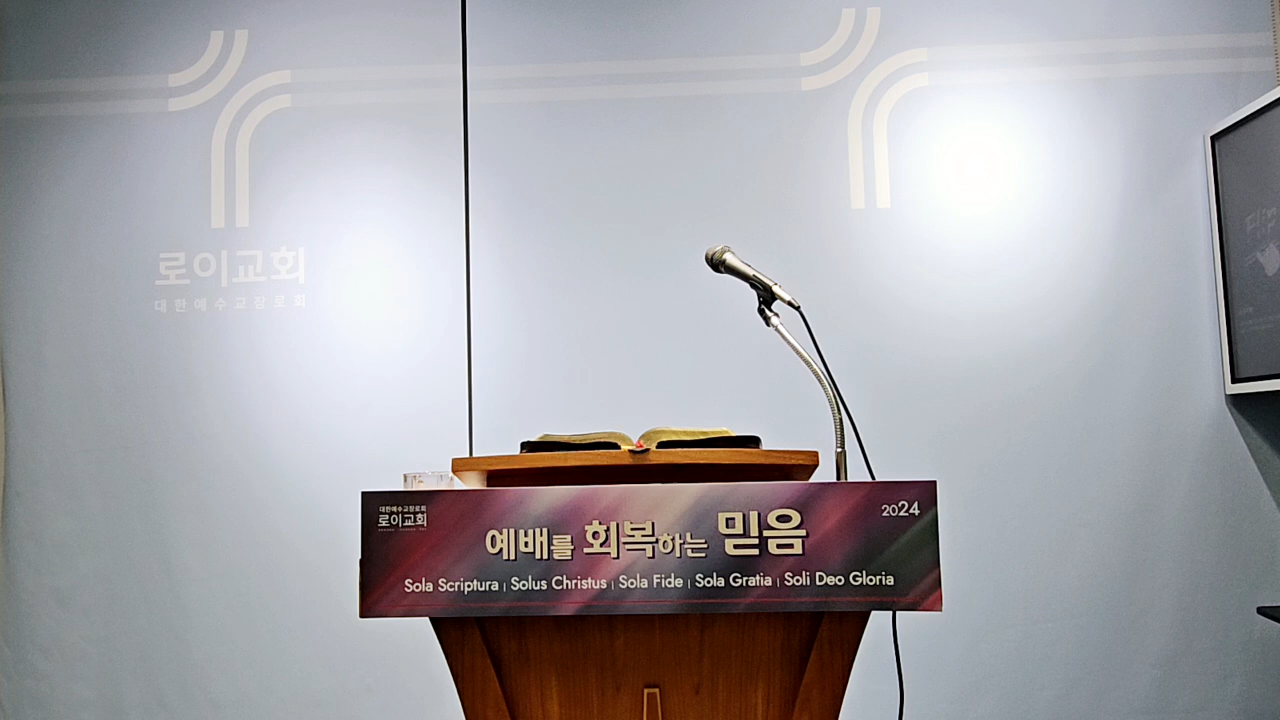 로이교회
대한예수교장로회
대한예수교장로회
로이교회
2024
예배를 회복하는 믿음
Sola Scriptura | Solus Christus | Sola Fide | Sola Gratia | Soli Deo Gloria